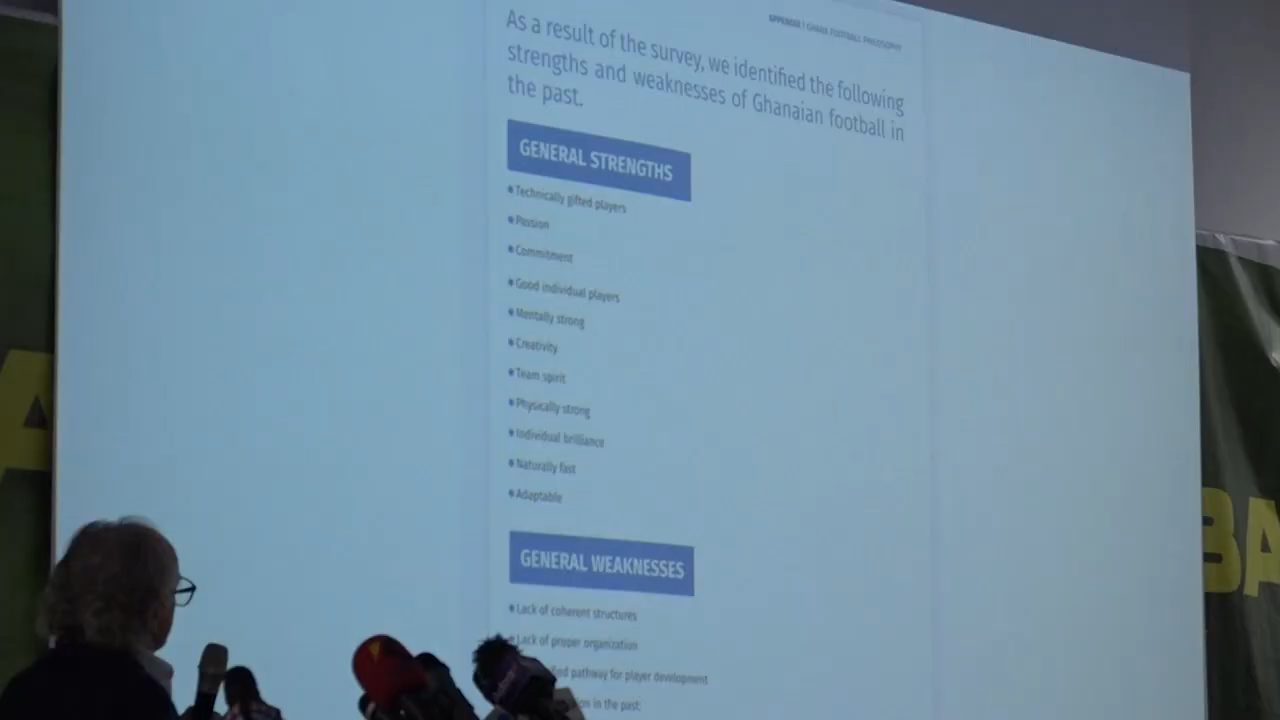 APPENDIX | GHANA FOOTBALL PHILOSOPHY
As a result of the survey, we identified the following
strengths and weaknesses of Ghanaian football in
the past.
GENERAL STRENGTHS
Technically gifted players
Passion
Commitment
Good individual players
Mentally strong
Creativity
Team spirit
Physically strong
Individual brilliance
Naturally fast
Adaptable
GENERAL WEAKNESSES
Lack of coherent structures
Lack of proper organization
pathway for player development
in the past
A
BA